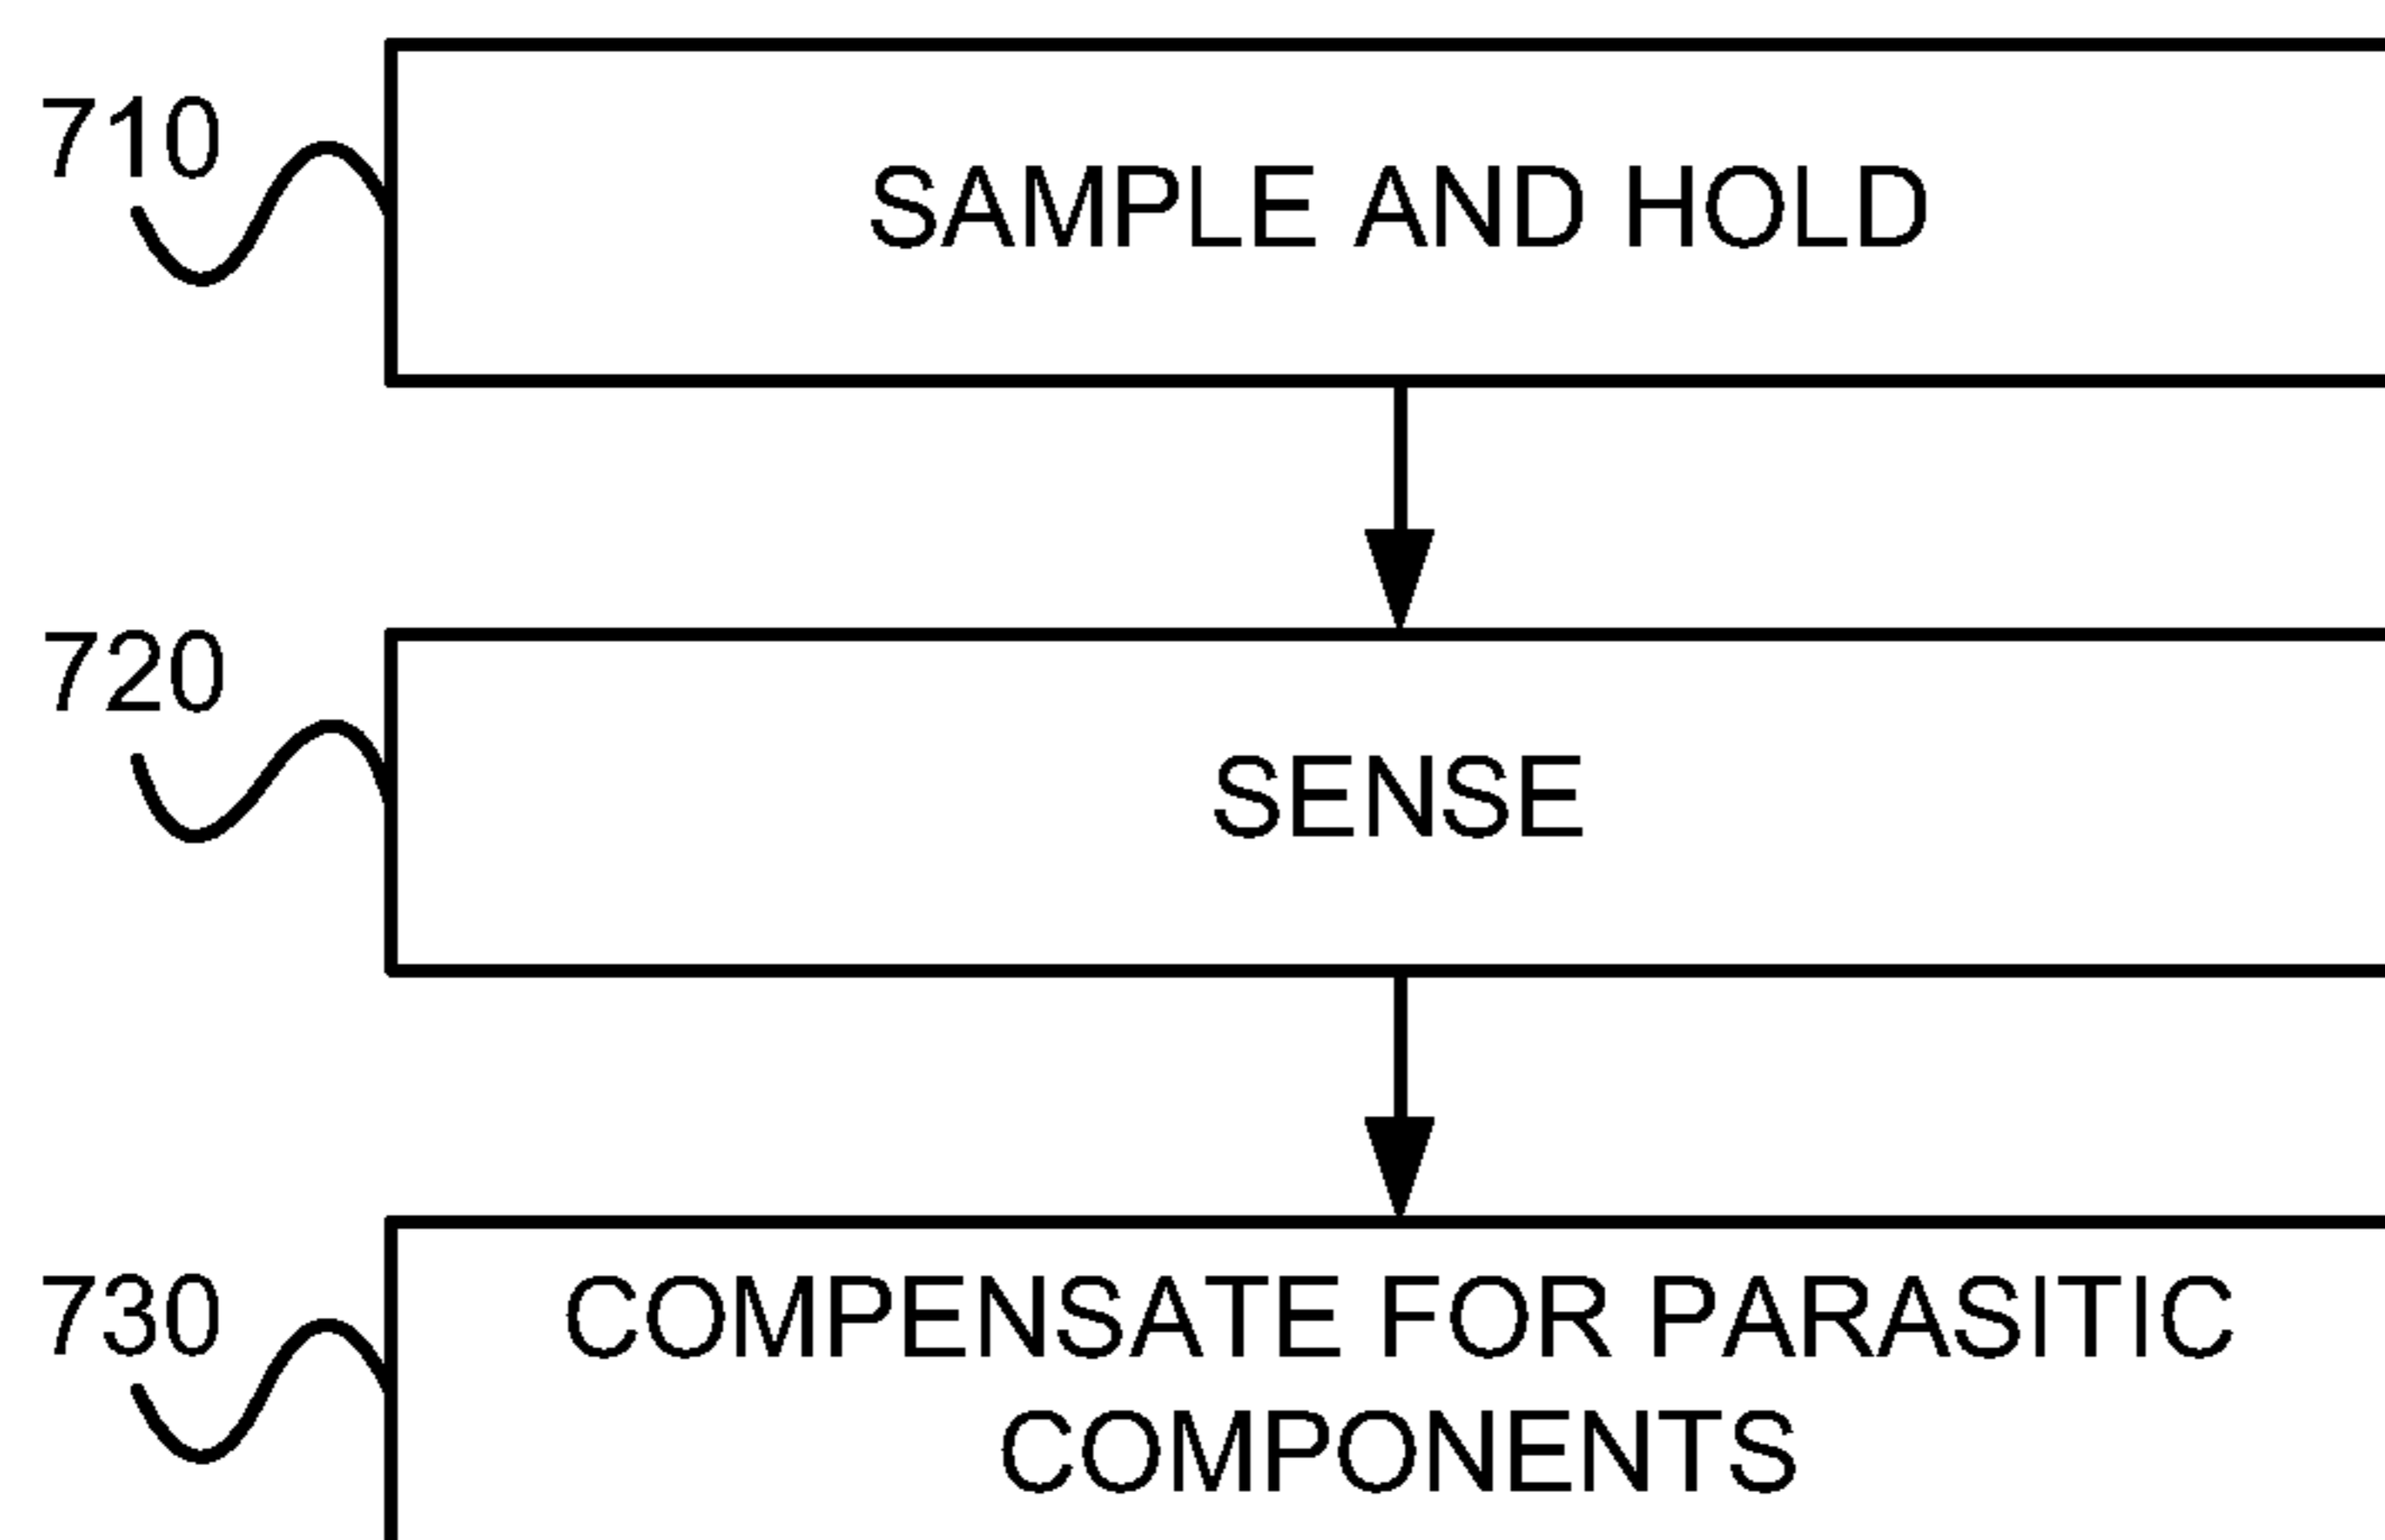 710
SAMPLE AND HOLD
720
SENSE
730
COMPENSATE FOR PARASITIC
COMPONENTS